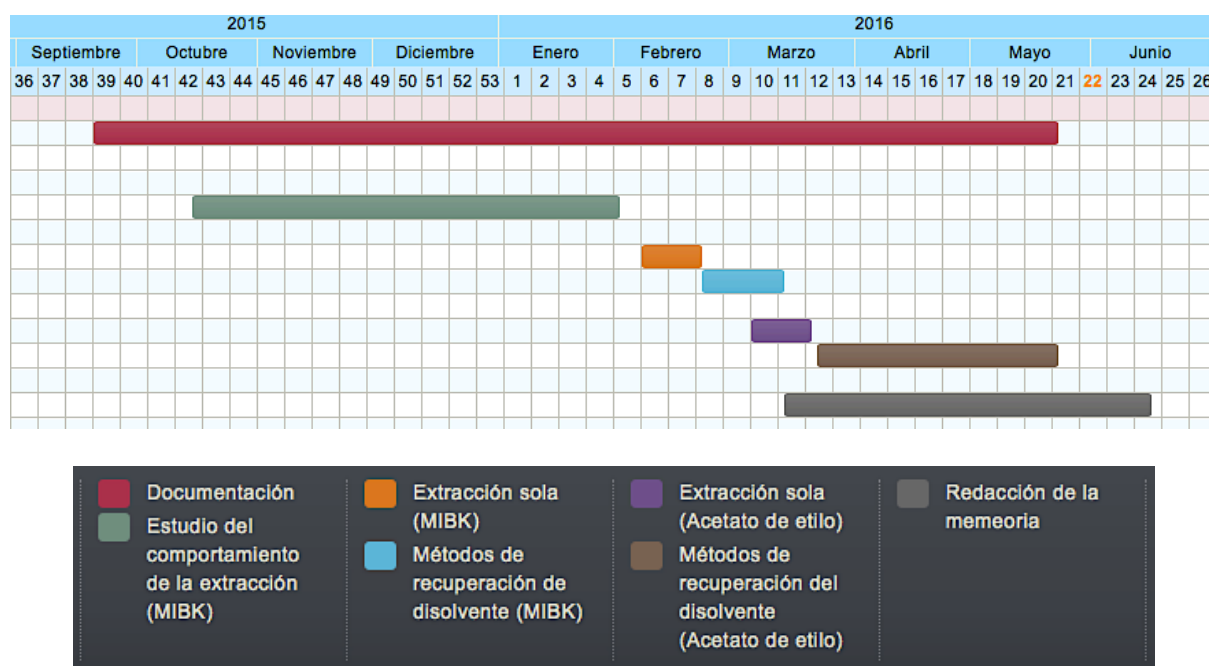 2015 2016
Septiembre Octubre Noviembre Diciembre Enero Febrero Marzo Abril Mayo Junio
36 37 38 39 40 41 42 43 44 45 46 47 48 49 50 51 52 53 1 2 3 4 5 6 7 8 9 10 11 12 13 14 15 16 17 18 19 20 21 22 23 24 25 26
Documentación
Estudio del
comportamiento
de la extracción
(MIBK)
Extracción sola
(MIBK)
Métodos de
recuperación de
disolvente (MIBK)
Extracción sola
(Acetato de etilo)
Métodos de
recuperación del
disolvente
(Acetato de etilo)
Redacción de la
memeoria